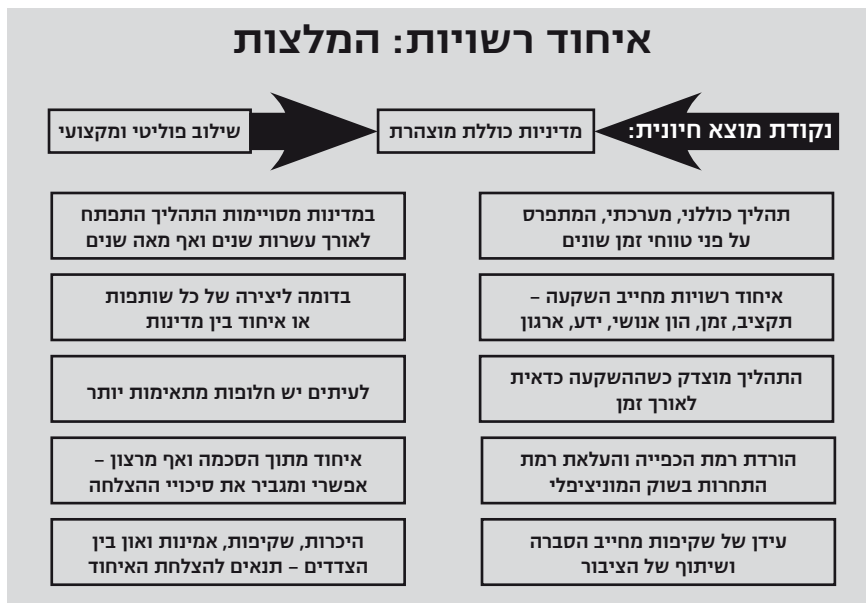 איחוד רשויות: המלצות
נקודת מוצא חיונית:
מדיניות כוללת מוצהרת
שילוב פוליטי ומקצועי
תהליך כוללני, מערכתי, המתפרס
על פני טווחי זמן שונים
במדינות מסויימות התהליך התפתח
לאורך עשרות שנים ואף מאה שנים
איחוד רשויות מחייב השקעה –
תקציב, זמן, הון אנושי, ידע, ארגון
בדומה ליצירה של כל שותפות
או איחוד בין מדינות
התהליך מוצדק כשההשקעה כדאית
לאורך זמן
לעיתים יש חלופות מתאימות יותר
הורדת רמת הכפייה והעלאת רמת
התחרות בשוק המוניציפלי
איחוד מתוך הסכמה ואף מרצון –
אפשרי ומגביר את סיכויי ההצלחה
עידן של שקיפות מחייב הסברה
ושיתוף של הציבור
היכרות, שקיפות, אמינות ואון בין
הצדדים – תנאים להצלחת האיחוד